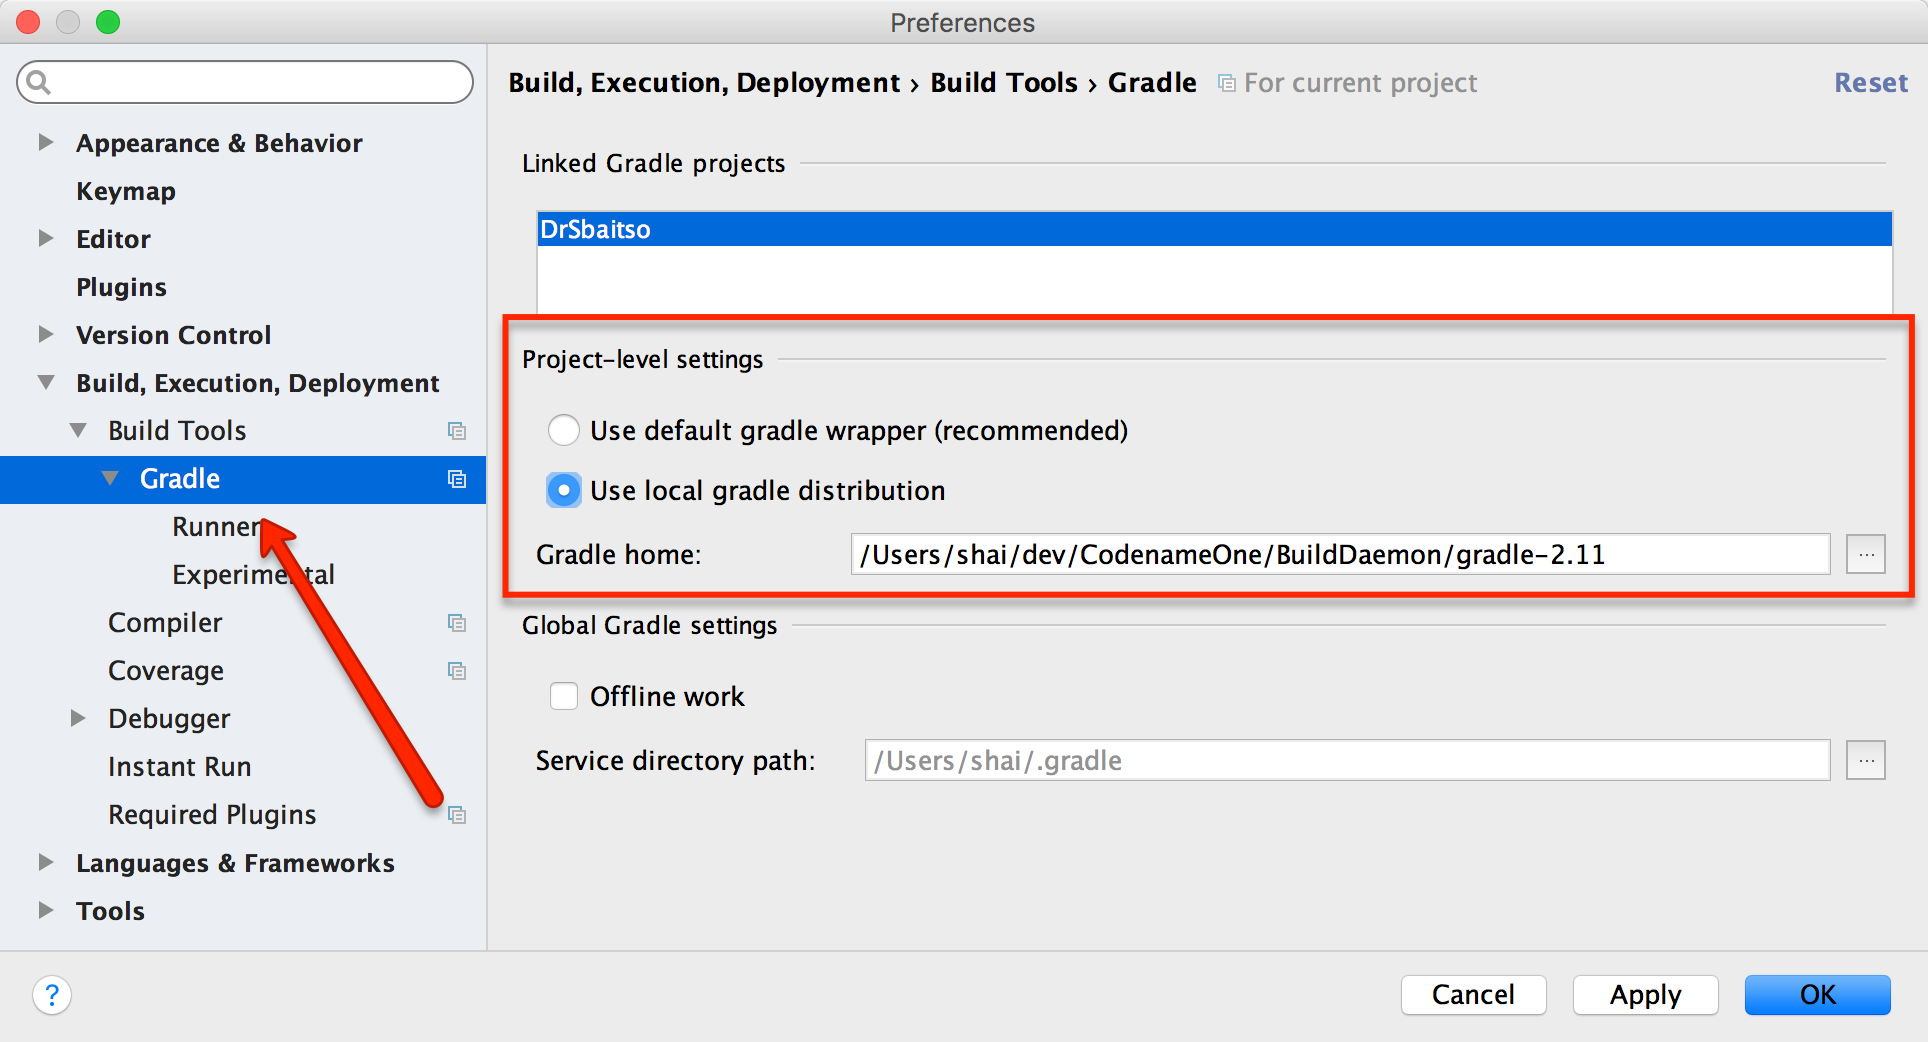 Preferences
Appearance & Behavior
Keymap
Editor
Plugins
Version Control
Build, Execution, Deployment
Build Tools
Gradle
Runner
Experimental
Compiler
Coverage
Debugger
Instant Run
Required Plugins
Languages & Frameworks
Tools
Build, Execution, Deployment › Build Tools › Gradle For current project Reset
Linked Gradle projects
DrSbaitso
Project-level settings
Use default gradle wrapper (recommended)
Use local gradle distribution
Gradle home: /Users/shai/dev/CodenameOne/BuildDaemon/gradle-2.11 ...
Global Gradle settings
Offline work
Service directory path: /Users/shai/.gradle ...
? Cancel Apply OK